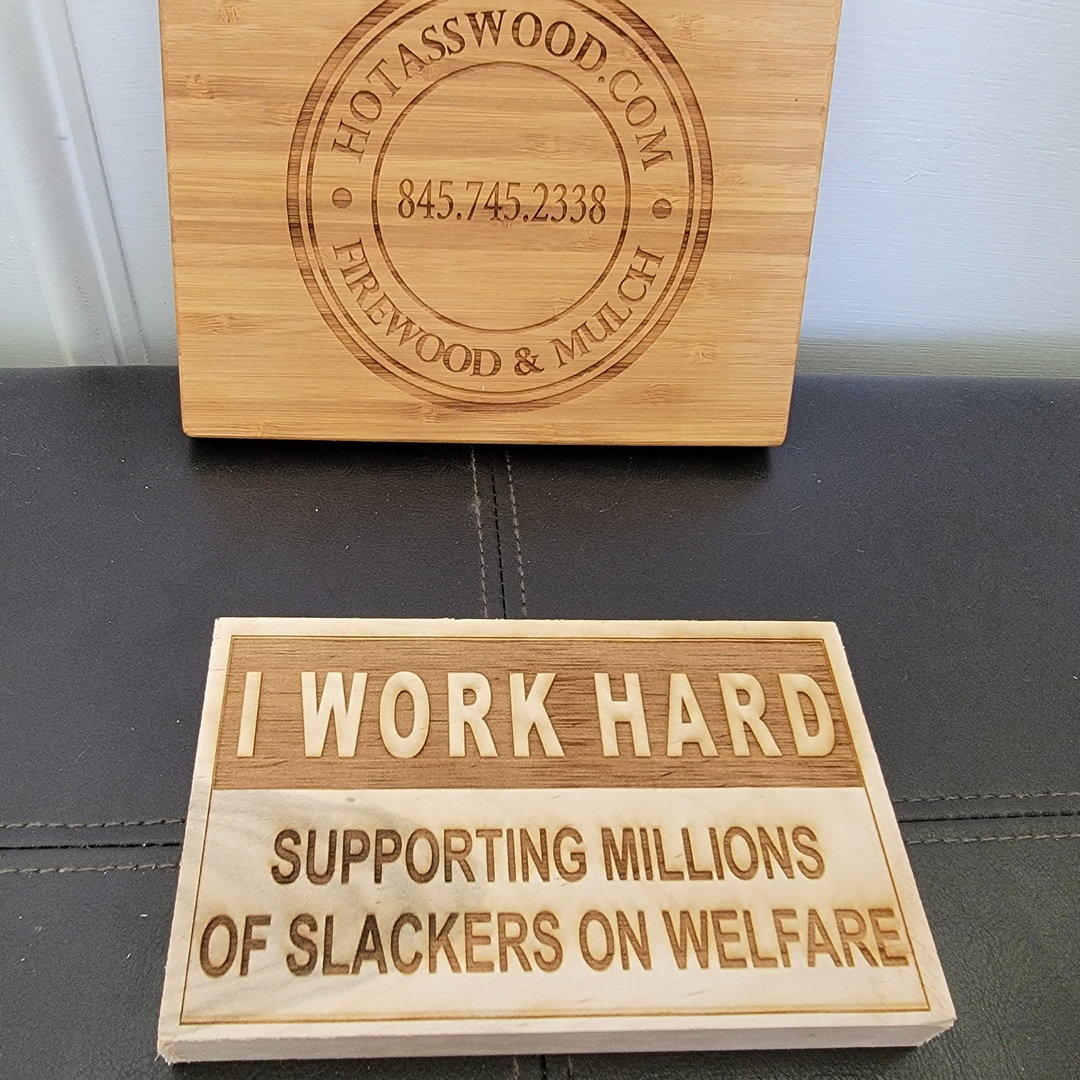 HOTASSWOOD.COM
845.745.2338
FIREWOOD & MULCH
I WORK HARD
SUPPORTING MILLIONS
OF SLACKERS ON WELFARE